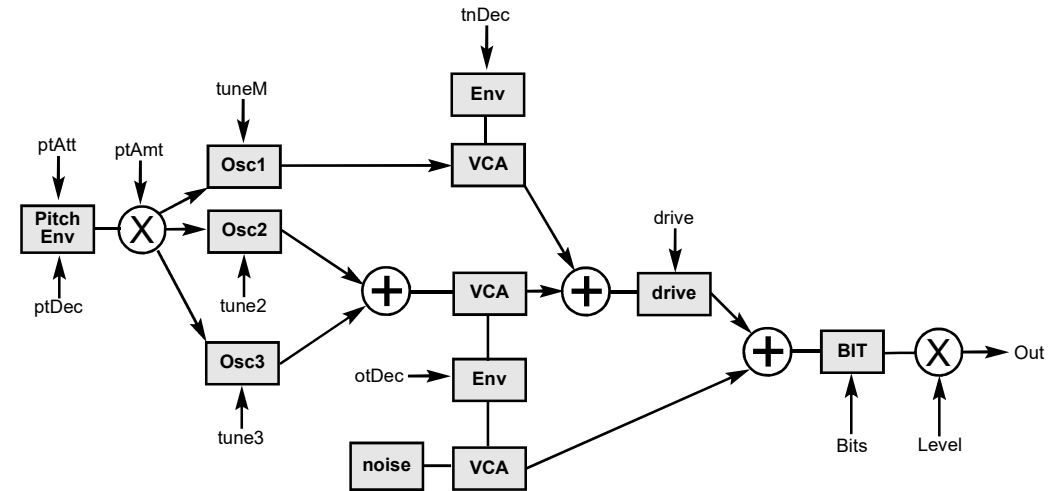 tnDec
Env
tuneM
ptAtt
ptAmt
Osc1
VCA
Pitch
Env
X
Osc2
drive
ptDec
tune2
+
VCA
+
drive
Osc3
otDec
Env
+
BIT
X
Out
tune3
noise
VCA
Bits
Level